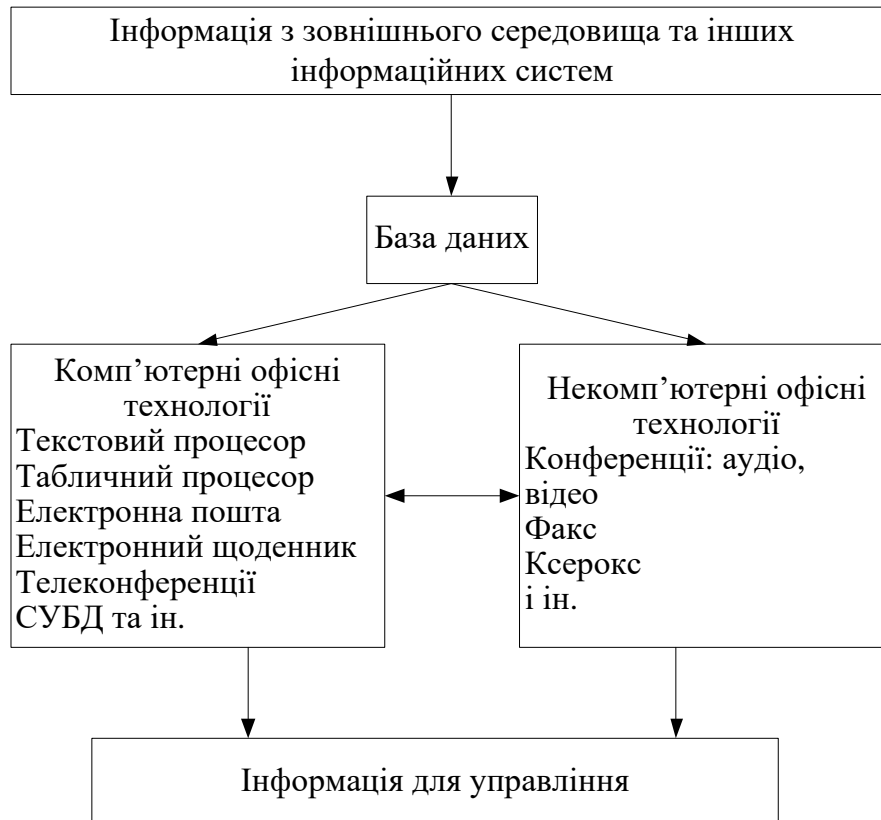 Інформація з зовнішнього середовища та інших
інформаційних систем
База даних
Комп’ютерні офісні
технології
Текстовий процесор
Табличний процесор
Електронна пошта
Електронний щоденник
Телеконференції
СУБД та ін.
Некомп’ютерні офісні
технології
Конференції: аудіо,
відео
Факс
Ксерокс
і ін.
Інформація для управління